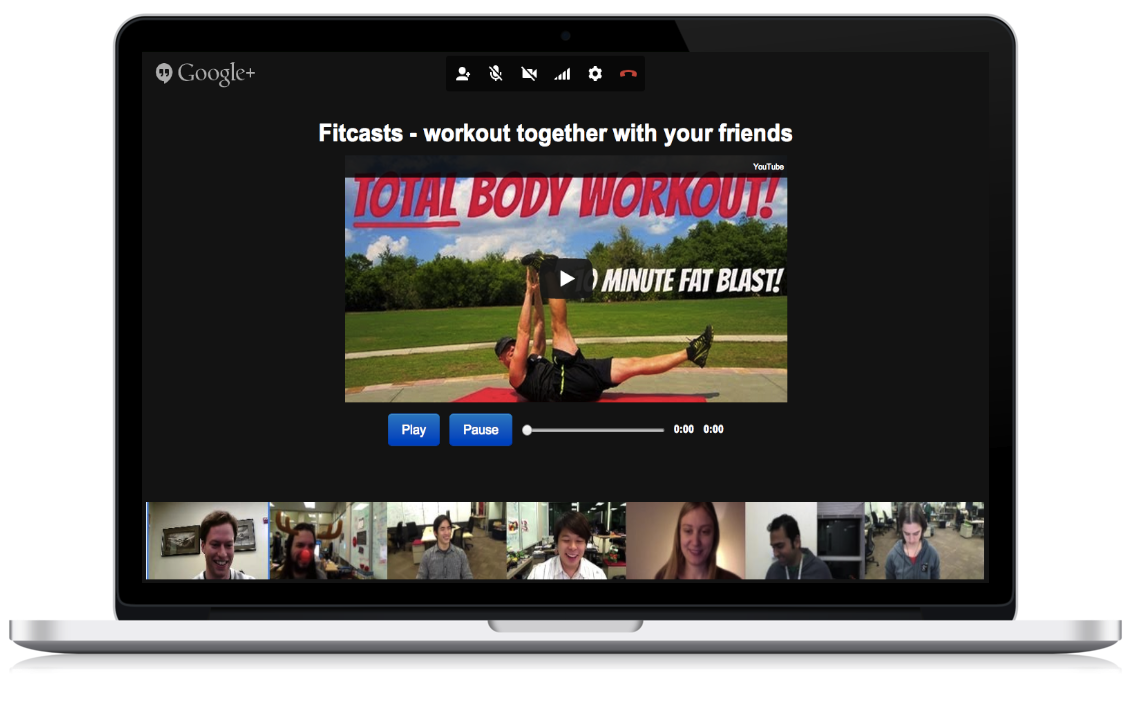 Google+
Fitcasts - workout together with your friends
YouTube
TOTAL BODY WORKOUT!
10 MINUTE FAT BLAST!
Play
Pause
0:00 0:00